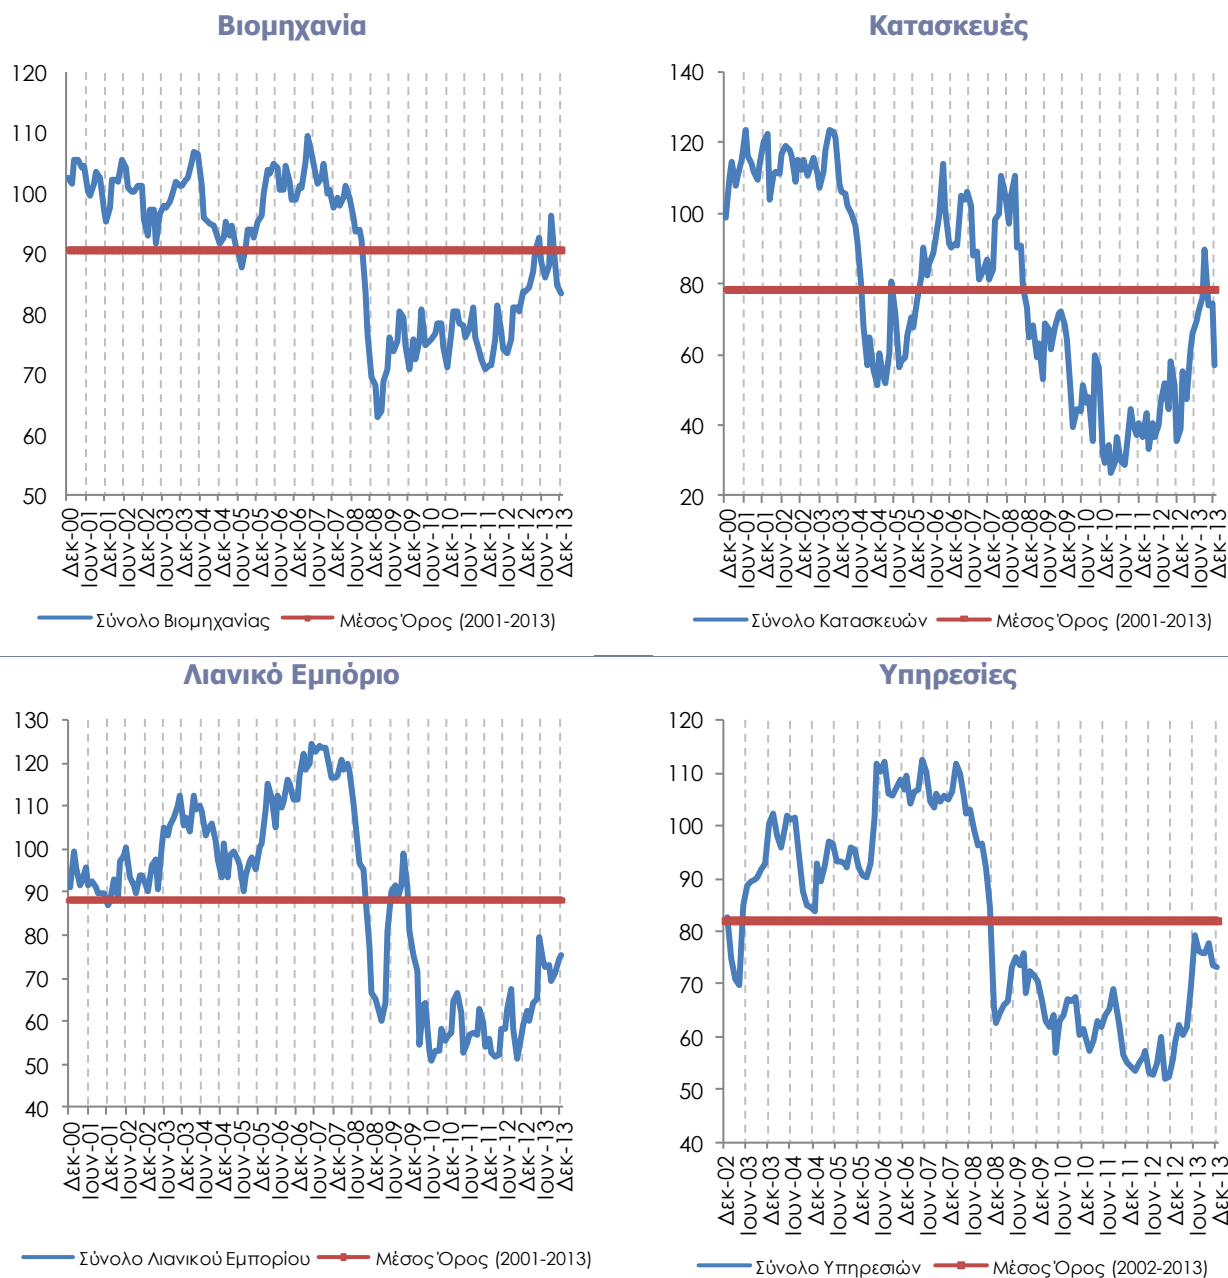 Βιομηχανία
120
110
100
90
80
70
60
50
Δεκ-00
Ιουν-01
Δεκ-01
Ιουν-02
Δεκ-02
Ιουν-03
Δεκ-03
Ιουν-04
Δεκ-04
Ιουν-05
Δεκ-05
Ιουν-06
Δεκ-06
Ιουν-07
Δεκ-07
Ιουν-08
Δεκ-08
Ιουν-09
Δεκ-09
Ιουν-10
Δεκ-10
Ιουν-11
Δεκ-11
Ιουν-12
Δεκ-12
Ιουν-13
Δεκ-13
Σύνολο Βιομηχανίας Μέσος Όρος (2001-2013)
Κατασκευές
140
120
100
80
60
40
20
Δεκ-00
Ιουν-01
Δεκ-01
Ιουν-02
Δεκ-02
Ιουν-03
Δεκ-03
Ιουν-04
Δεκ-04
Ιουν-05
Δεκ-05
Ιουν-06
Δεκ-06
Ιουν-07
Δεκ-07
Ιουν-08
Δεκ-08
Ιουν-09
Δεκ-09
Ιουν-10
Δεκ-10
Ιουν-11
Δεκ-11
Ιουν-12
Δεκ-12
Ιουν-13
Δεκ-13
Σύνολο Κατασκευών Μέσος Όρος (2001-2013)
Λιανικό Εμπόριο
130
120
110
100
90
80
70
60
50
40
Δεκ-00
Ιουν-01
Δεκ-01
Ιουν-02
Δεκ-02
Ιουν-03
Δεκ-03
Ιουν-04
Δεκ-04
Ιουν-05
Δεκ-05
Ιουν-06
Δεκ-06
Ιουν-07
Δεκ-07
Ιουν-08
Δεκ-08
Ιουν-09
Δεκ-09
Ιουν-10
Δεκ-10
Ιουν-11
Δεκ-11
Ιουν-12
Δεκ-12
Ιουν-13
Δεκ-13
Σύνολο Λιανικού Εμπορίου Μέσος Όρος (2001-2013)
Υπηρεσίες
120
110
100
90
80
70
60
50
40
Δεκ-02
Ιουν-03
Δεκ-03
Ιουν-04
Δεκ-04
Ιουν-05
Δεκ-05
Ιουν-06
Δεκ-06
Ιουν-07
Δεκ-07
Ιουν-08
Δεκ-08
Ιουν-09
Δεκ-09
Ιουν-10
Δεκ-10
Ιουν-11
Δεκ-11
Ιουν-12
Δεκ-12
Ιουν-13
Δεκ-13
Σύνολο Υπηρεσιών Μέσος Όρος (2002-2013)